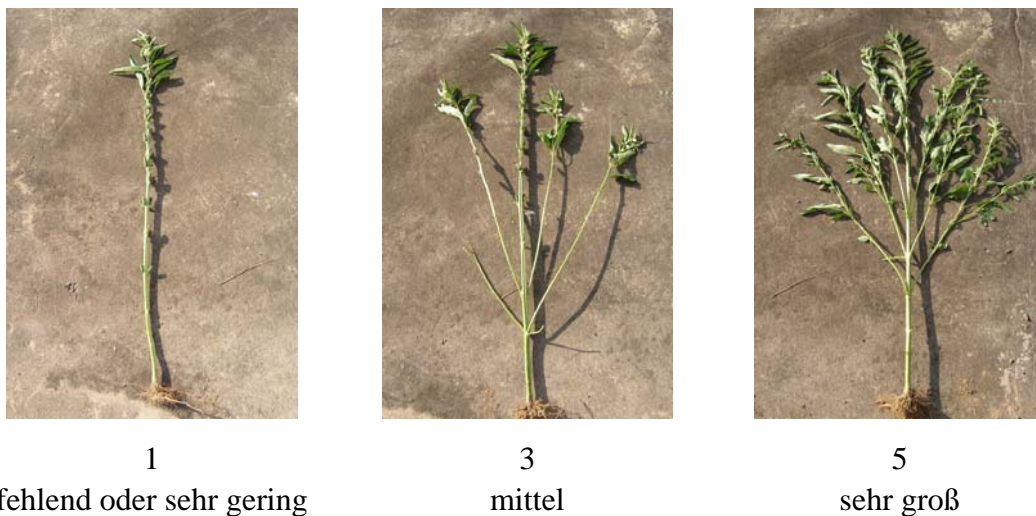 1
3
5
fehlend oder sehr gering
mittel
sehr groß